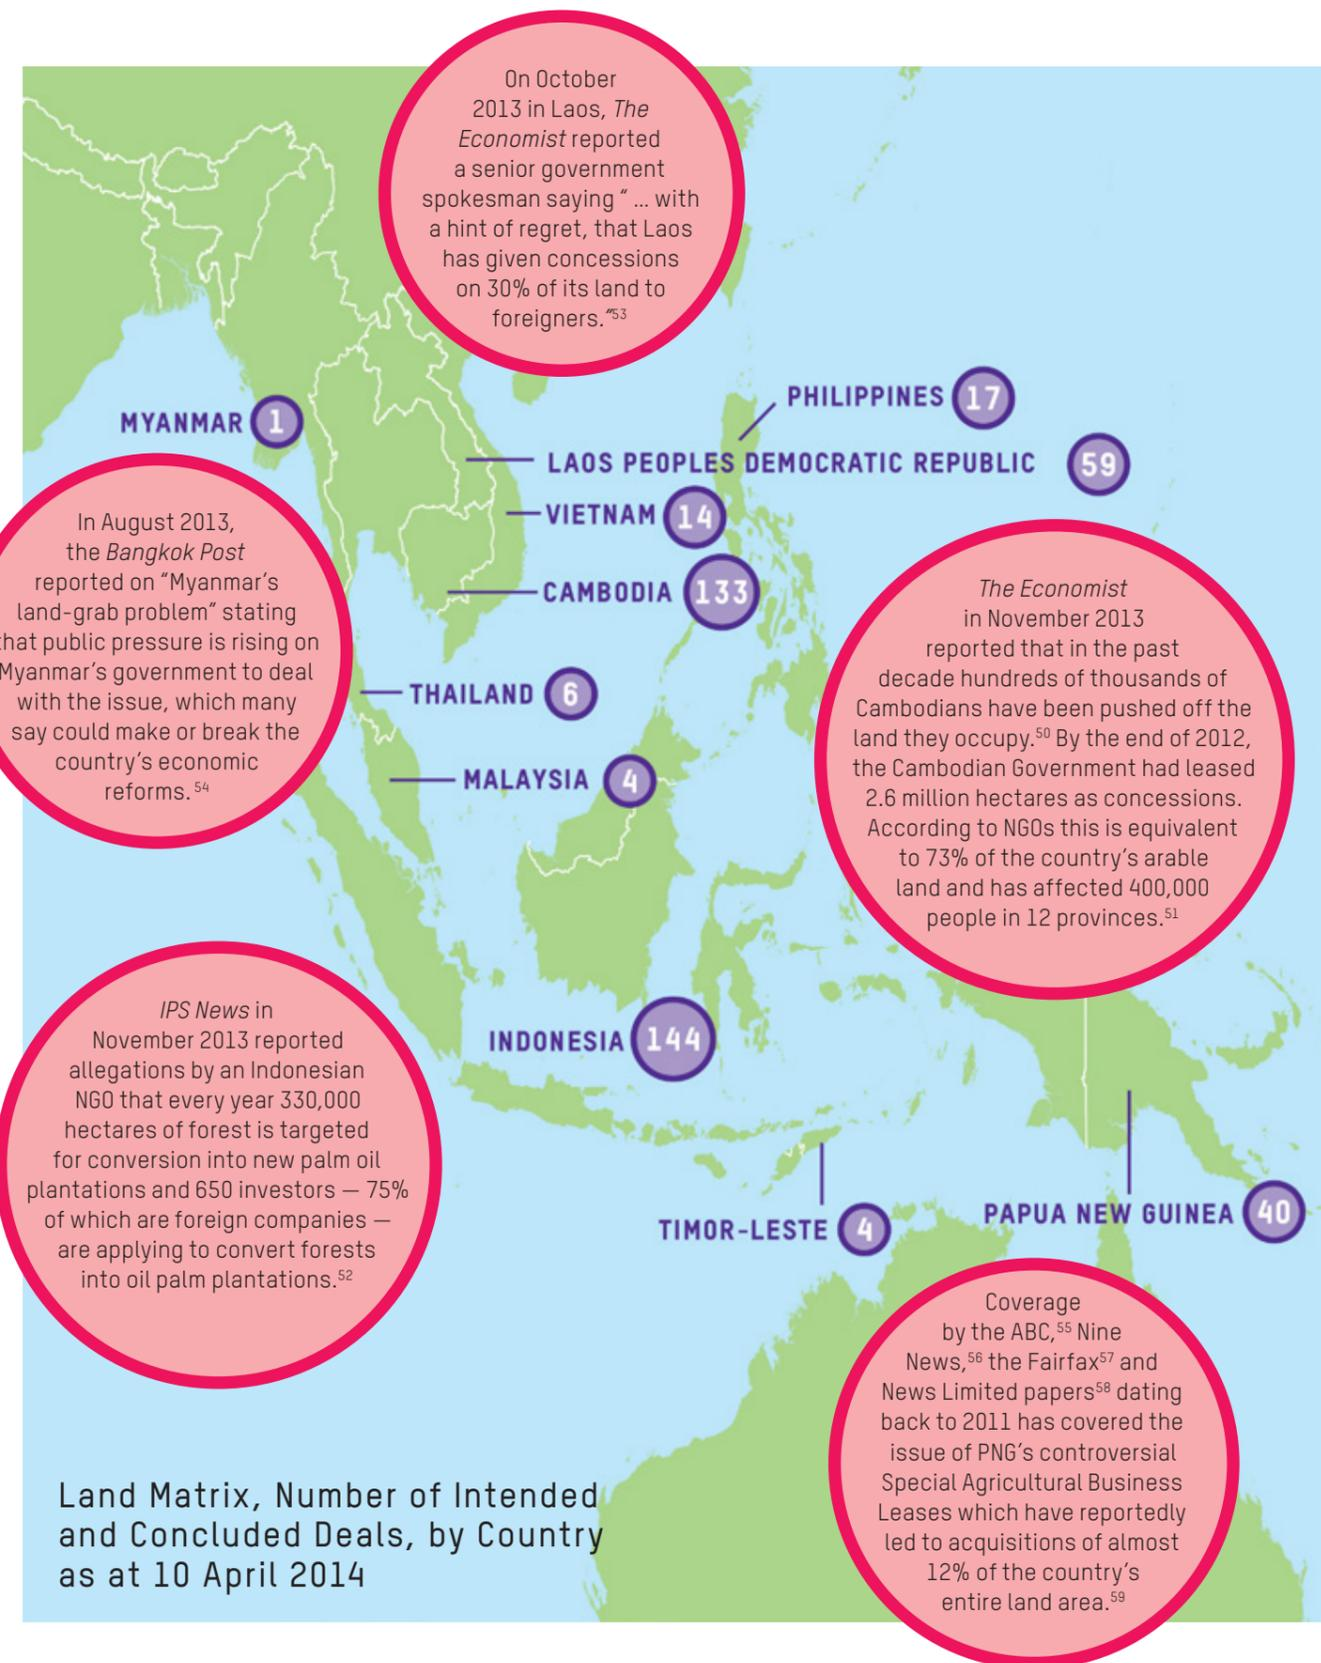 On October
2013 in Laos, The
Economist reported
a senior government
spokesman saying “ ... with
a hint of regret, that Laos
has given concessions
on 30% of its land to
foreigners.”53
PHILIPPINES 17
MYANMAR 1
LAOS PEOPLES DEMOCRATIC REPUBLIC 59
VIETNAM 14
CAMBODIA 133
THAILAND 6
MALAYSIA 4
In August 2013,
the Bangkok Post
reported on “Myanmar’s
land-grab problem” stating
that public pressure is rising on
Myanmar’s government to deal
with the issue, which many
say could make or break the
country’s economic
reforms.54
The Economist
in November 2013
reported that in the past
decade hundreds of thousands of
Cambodians have been pushed off the
land they occupy.50 By the end of 2012,
the Cambodian Government had leased
2.6 million hectares as concessions.
According to NGOs this is equivalent
to 73% of the country’s arable
land and has affected 400,000
people in 12 provinces.51
IPS News in
November 2013 reported
allegations by an Indonesian
NGO that every year 330,000
hectares of forest is targeted
for conversion into new palm oil
plantations and 650 investors — 75%
of which are foreign companies —
are applying to convert forests
into oil palm plantations.52
INDONESIA 144
TIMOR-LESTE 4
PAPUA NEW GUINEA 40
Coverage
by the ABC,55 Nine
News,56 the Fairfax57 and
News Limited papers58 dating
back to 2011 has covered the
issue of PNG’s controversial
Special Agricultural Business
Leases which have reportedly
led to acquisitions of almost
12% of the country’s
entire land area.59
Land Matrix, Number of Intended
and Concluded Deals, by Country
as at 10 April 2014